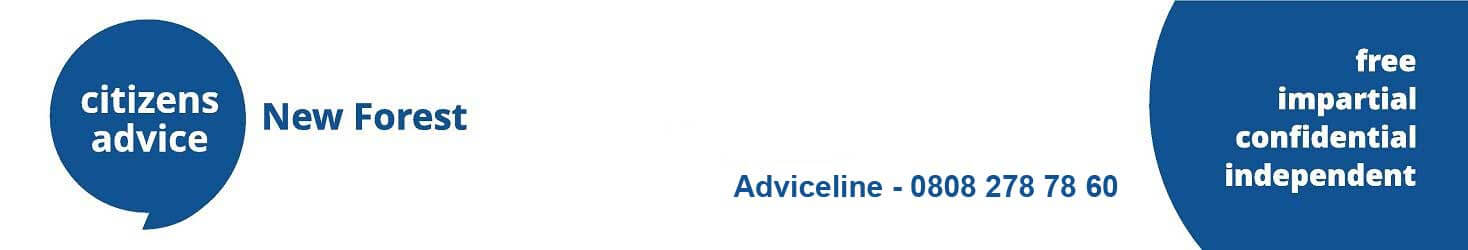 citizens
advice
New Forest
Adviceline - 0808 278 78 60
free
impartial
confidential
independent